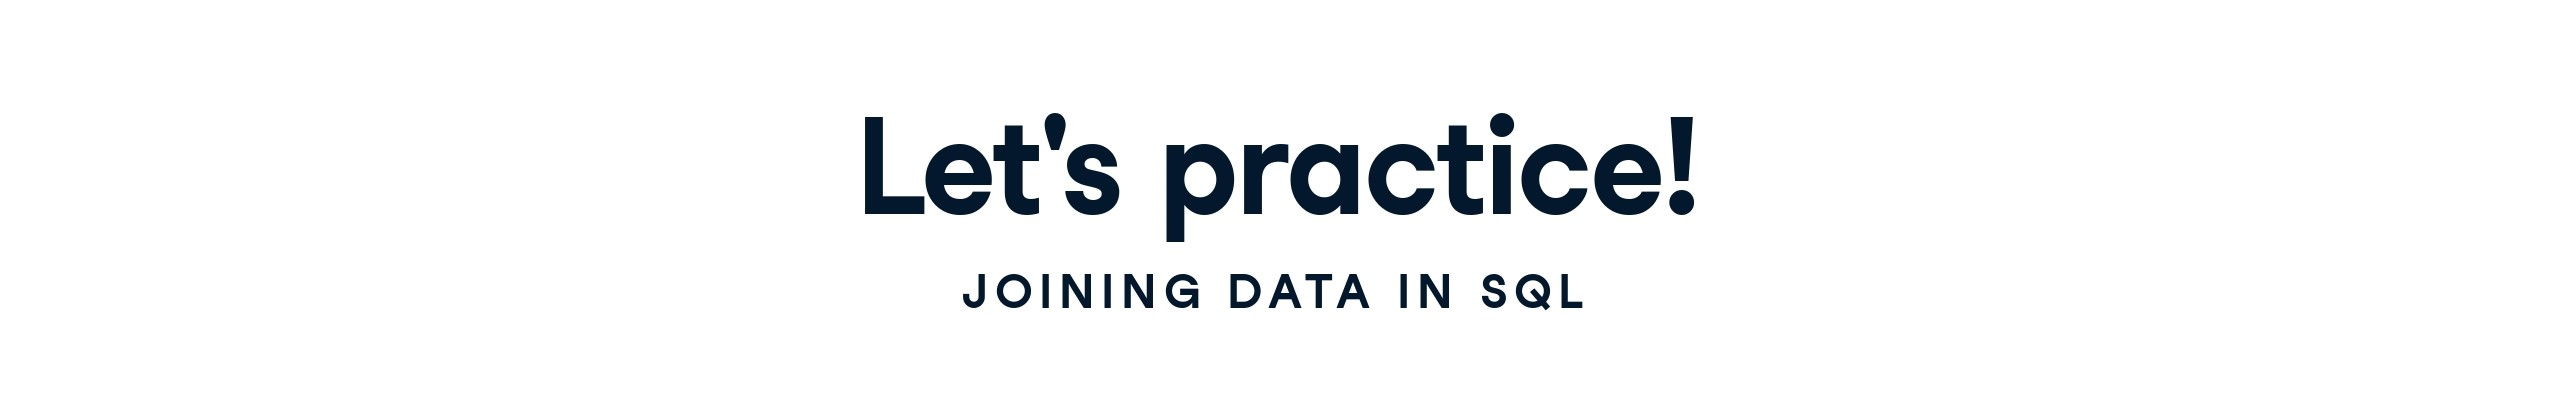 Let's practice!
JOINING DATA IN SQL